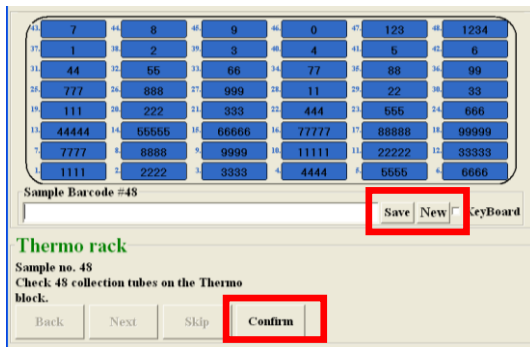 43. 7 44. 8 45. 9 46. 0 47. 123 48. 1234
37. 1 38. 2 39. 3 40. 4 41. 5 42. 6
31. 44 32. 55 33. 66 34. 77 35. 88 36. 99
25. 777 26. 888 27. 999 28. 11 29. 22 30. 33
19. 111 20. 222 21. 333 22. 444 23. 555 24. 666
13. 44444 14. 55555 15. 66666 16. 77777 17. 88888 18. 99999
7. 7777 8. 8888 9. 9999 10. 11111 11. 22222 12. 33333
1. 1111 2. 2222 3. 3333 4. 4444 5. 5555 6. 6666
Sample Barcode #48
Save New KeyBoard
Thermo rack
Sample no. 48
Check 48 collection tubes on the Thermo
block.
Back Next Skip Confirm